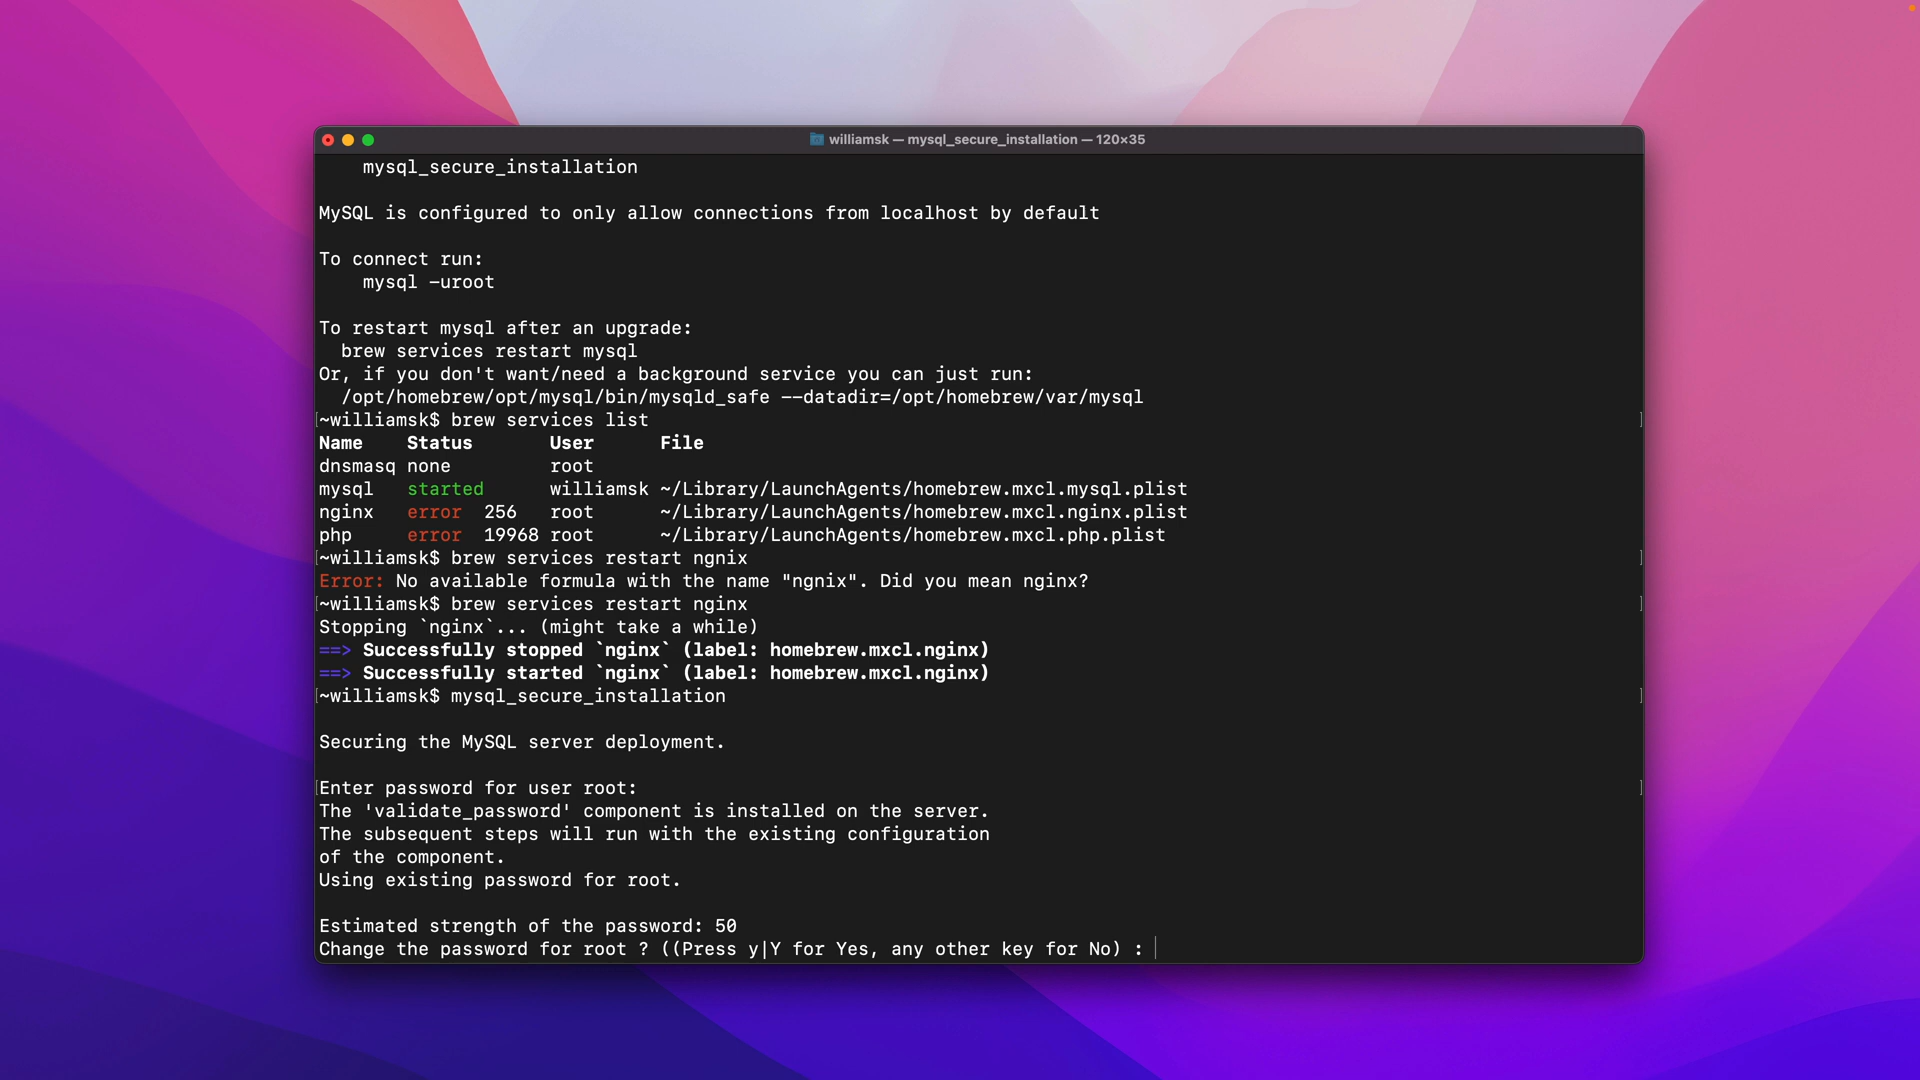 williamsk — mysql_secure_installation — 120×35
mysql_secure_installation
MySQL is configured to only allow connections from localhost by default
To connect run:
mysql -uroot
To restart mysql after an upgrade:
brew services restart mysql
Or, if you don't want/need a background service you can just run:
/opt/homebrew/opt/mysql/bin/mysqld_safe --datadir=/opt/homebrew/var/mysql
[~williamsk$ brew services list ]
Name Status User File
dnsmasq none root
mysql started williamsk ~/Library/LaunchAgents/homebrew.mxcl.mysql.plist
nginx error 256 root ~/Library/LaunchAgents/homebrew.mxcl.nginx.plist
php error 19968 root ~/Library/LaunchAgents/homebrew.mxcl.php.plist
[~williamsk$ brew services restart ngnix ]
Error: No available formula with the name "ngnix". Did you mean nginx?
[~williamsk$ brew services restart nginx ]
Stopping `nginx`... (might take a while)
==> Successfully stopped `nginx` (label: homebrew.mxcl.nginx)
==> Successfully started `nginx` (label: homebrew.mxcl.nginx)
[~williamsk$ mysql_secure_installation ]
Securing the MySQL server deployment.
[Enter password for user root: ]
The 'validate_password' component is installed on the server.
The subsequent steps will run with the existing configuration
of the component.
Using existing password for root.
Estimated strength of the password: 50
Change the password for root ? ((Press y|Y for Yes, any other key for No) :